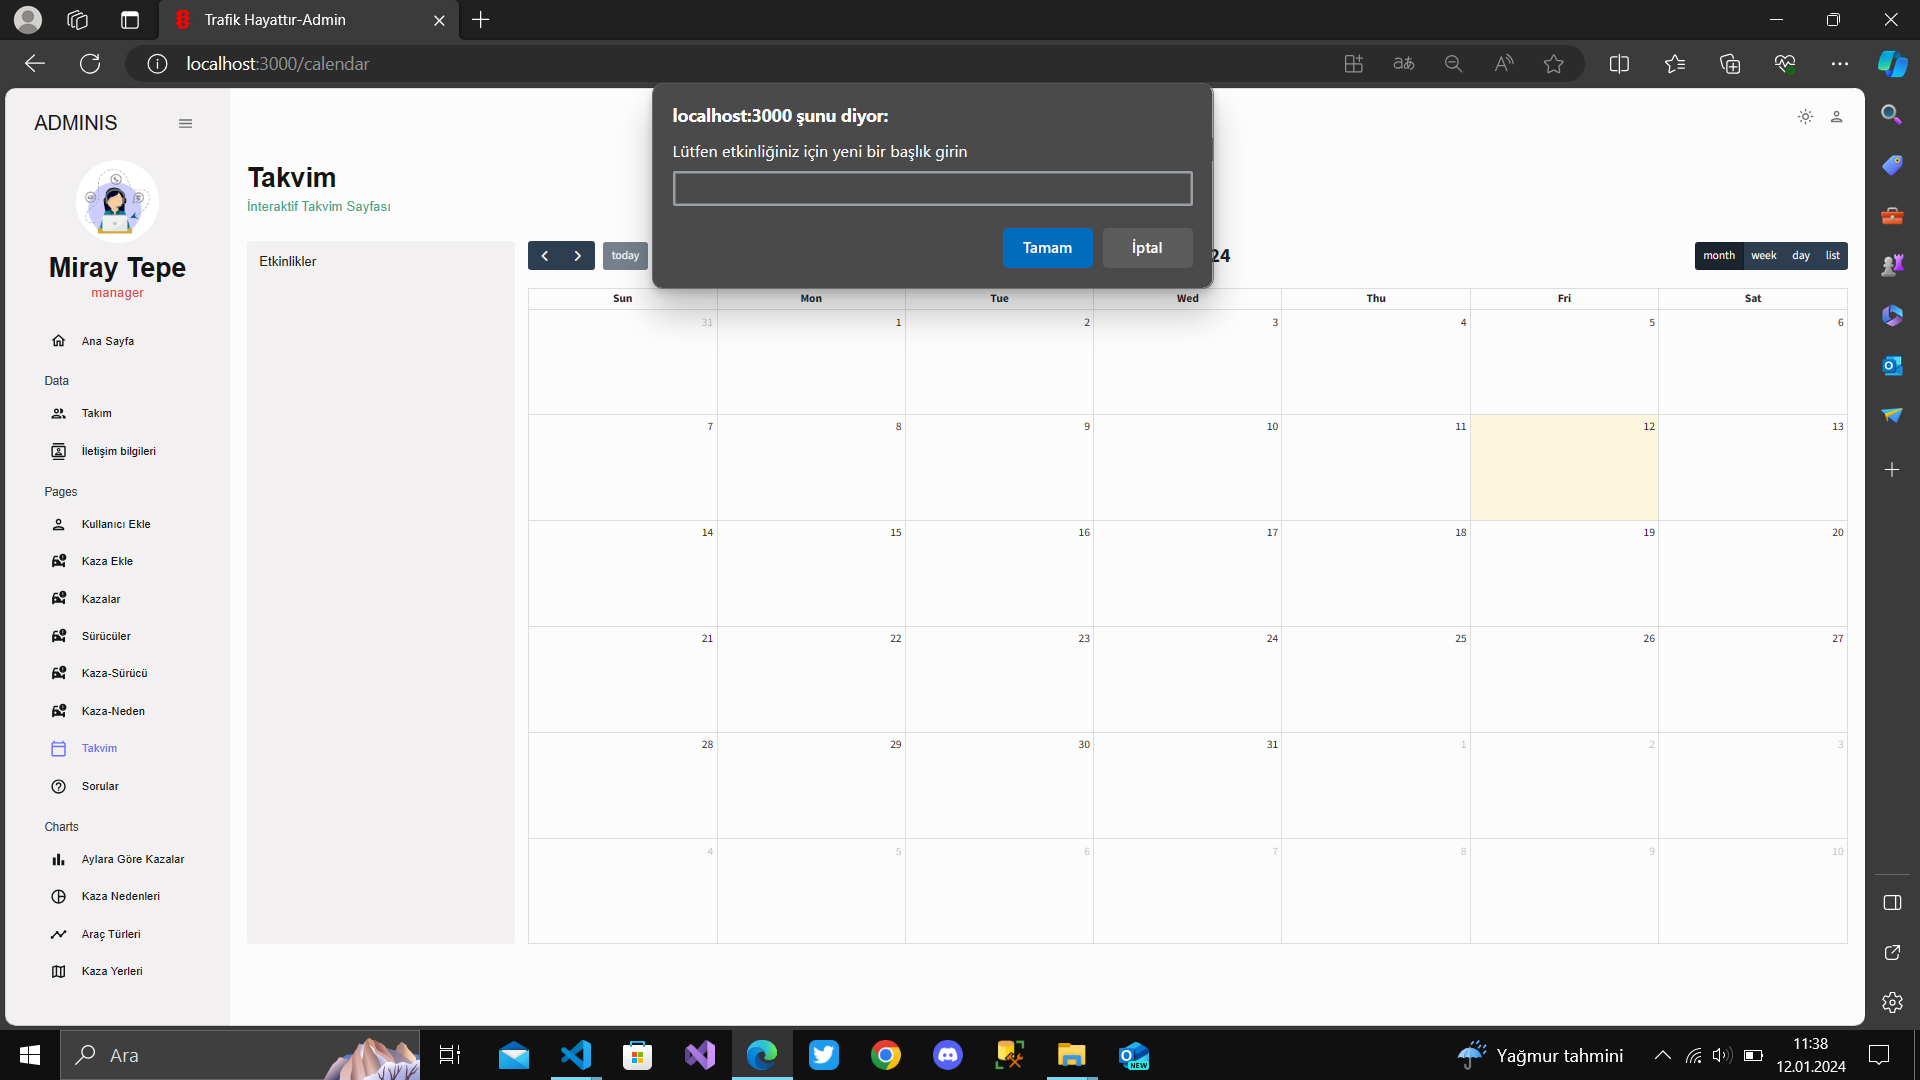 Trafik Hayattır-Admin
localhost:3000/calendar
aあ
localhost:3000 şunu diyor:
Lütfen etkinliğiniz için yeni bir başlık girin
Tamam
İptal
ADMINIS
Miray Tepe
manager
Ana Sayfa
Data
Takım
İletişim bilgileri
Pages
Kullanıcı Ekle
Kaza Ekle
Kazalar
Sürücüler
Kaza-Sürücü
Kaza-Neden
Takvim
Sorular
Charts
Aylara Göre Kazalar
Kaza Nedenleri
Araç Türleri
Kaza Yerleri
Takvim
İnteraktif Takvim Sayfası
Etkinlikler
today
24
month week day list
Sun Mon Tue Wed Thu Fri Sat
31 1 2 3 4 5 6
7 8 9 10 11 12 13
14 15 16 17 18 19 20
21 22 23 24 25 26 27
28 29 30 31 1 2 3
4 5 6 7 8 9 10
Ara
NEW
Yağmur tahmini
11:38
12.01.2024